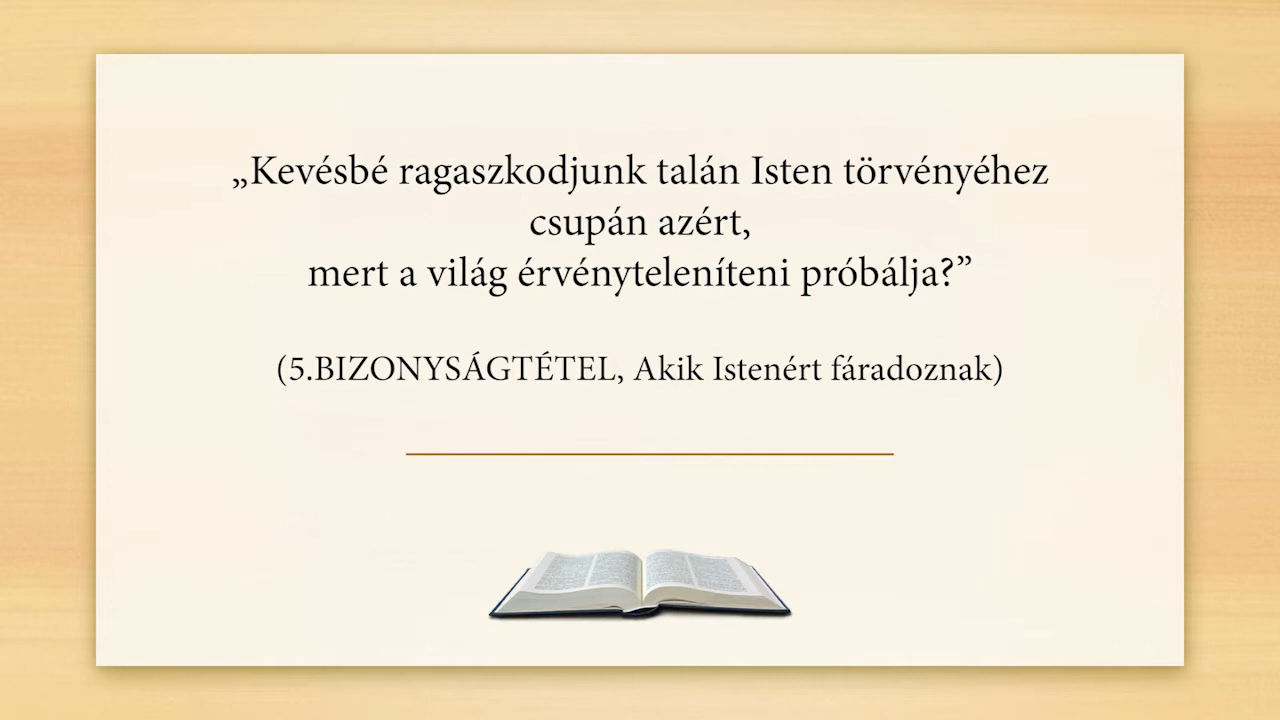 „Kevésbé ragaszkodjunk talán Isten törvényéhez
csupán azért,
mert a világ érvényteleníteni próbálja?”
(5.BIZONYSÁGTÉTEL, Akik Istenért fáradoznak)